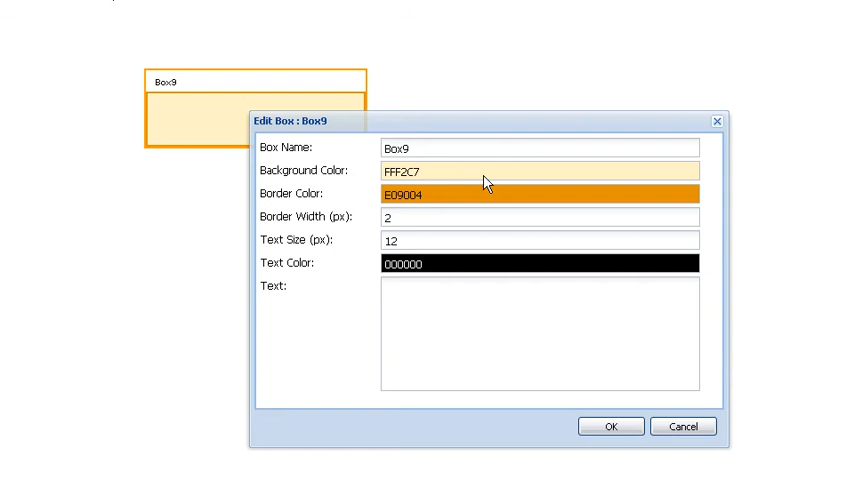 Box9
Edit Box : Box9
Box Name: Box9
Background Color: FFF2C7
Border Color: E09004
Border Width (px): 2
Text Size (px): 12
Text Color: 000000
Text:
OK Cancel